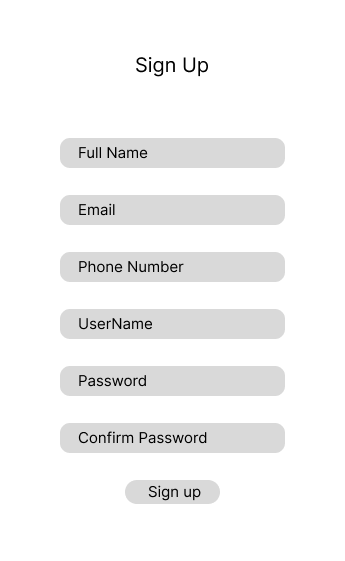 Sign Up
Full Name
Email
Phone Number
UserName
Password
Confirm Password
Sign up